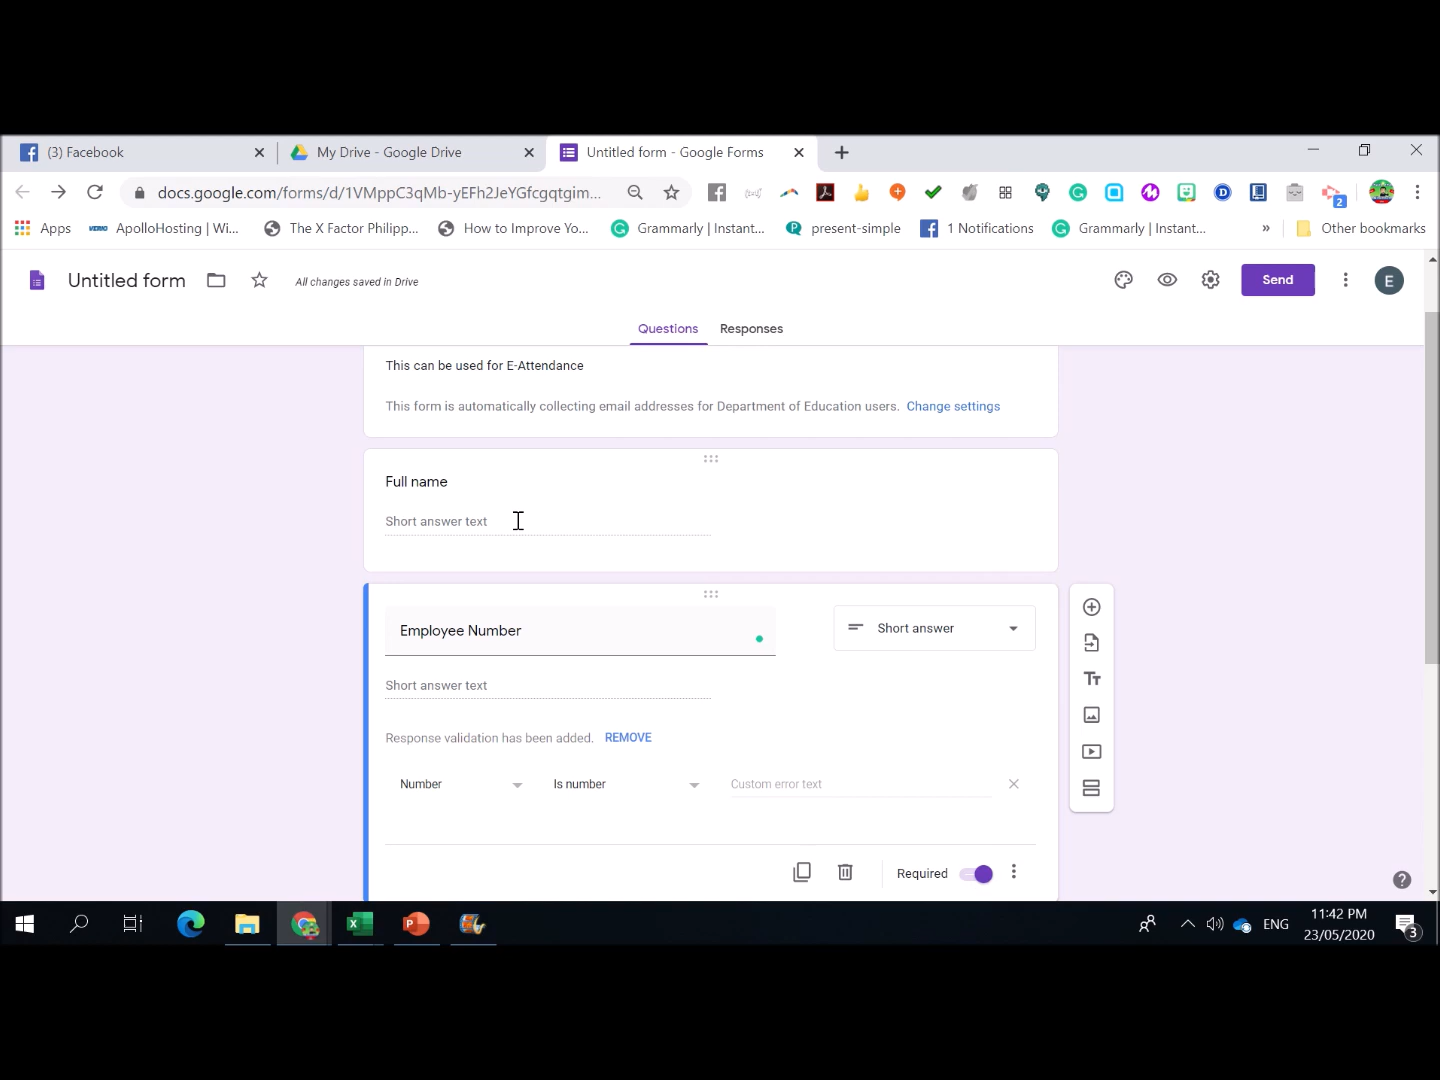 (3) Facebook
My Drive - Google Drive
Untitled form - Google Forms
docs.google.com/forms/d/1VMppC3qMb-yEFh2JeYGfcgqtgim...
2
Apps
ApolloHosting | Wi...
The X Factor Philipp...
How to Improve Yo...
Grammarly | Instant...
present-simple
1 Notifications
Grammarly | Instant...
»
Other bookmarks
Untitled form
All changes saved in Drive
Send
E
Questions
Responses
This can be used for E-Attendance
This form is automatically collecting email addresses for Department of Education users. Change settings
Full name
Short answer text
Employee Number
Short answer
Short answer text
Response validation has been added. REMOVE
Number
Is number
Custom error text
Required
ENG
11:42 PM
23/05/2020
3